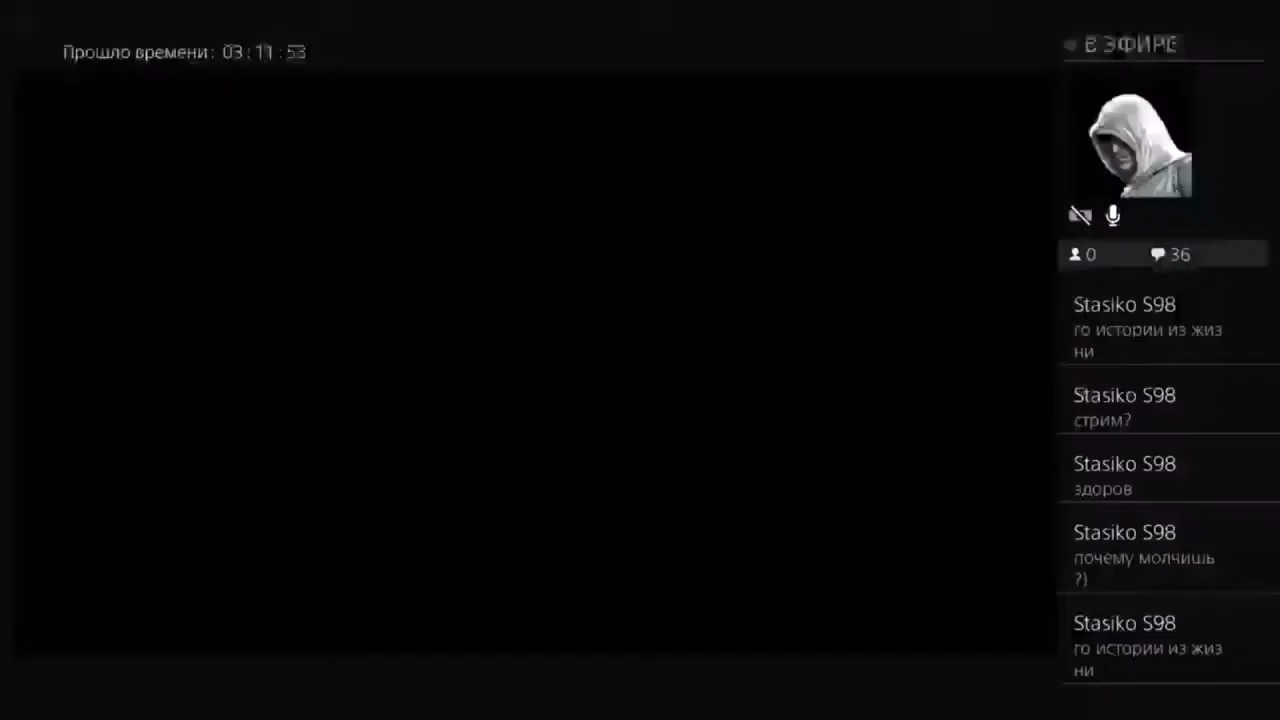 Прошло времени: 03:11:53
В ЭФИРЕ
0 36
Stasiko S98
го истории из жиз
ни
Stasiko S98
стрим?
Stasiko S98
здоров
Stasiko S98
почему молчишь
?)
Stasiko S98
го истории из жиз
ни